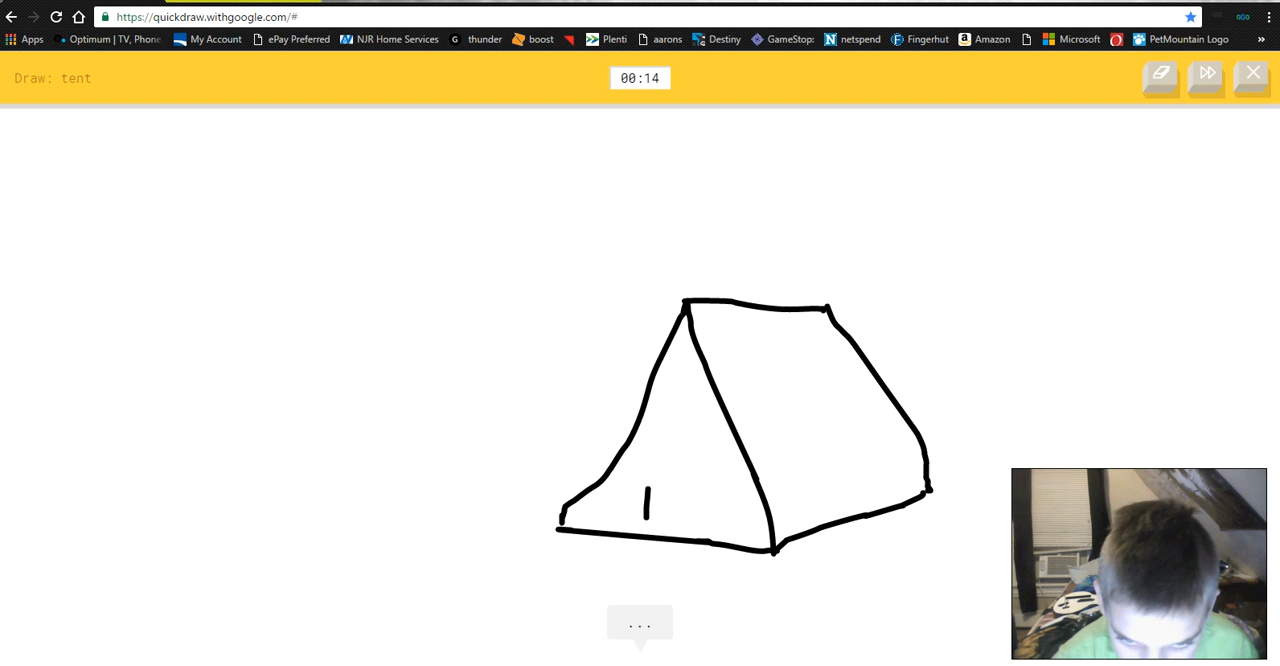 https://quickdraw.withgoogle.com/#
Apps Optimum | TV, Phone My Account ePay Preferred NJR Home Services thunder boost Plenti aarons Destiny GameStop: netspend Fingerhut Amazon Microsoft PetMountain Logo »
Draw: tent 00:14
...